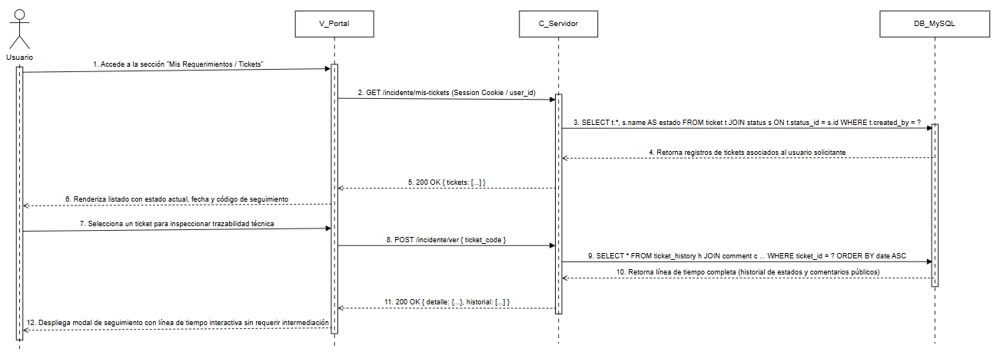 V_Portal
C_Servidor
DB_MySQL
Usuario
1. Accede a la sección "Mis Requerimientos / Tickets"
2. GET /incidente/mis-tickets (Session Cookie / user_id)
3. SELECT t.*, s.name AS estado FROM ticket t JOIN status s ON t.status_id = s.id WHERE t.created_by = ?
4. Retorna registros de tickets asociados al usuario solicitante
5. 200 OK { tickets: [...] }
6. Renderiza listado con estado actual, fecha y código de seguimiento
7. Selecciona un ticket para inspeccionar trazabilidad técnica
8. POST /incidente/ver { ticket_code }
9. SELECT * FROM ticket_history h JOIN comment c ... WHERE ticket_id = ? ORDER BY date ASC
10. Retorna línea de tiempo completa (historial de estados y comentarios públicos)
11. 200 OK { detalle: {...}, historial: [...] }
12. Despliega modal de seguimiento con línea de tiempo interactiva sin requerir intermediación